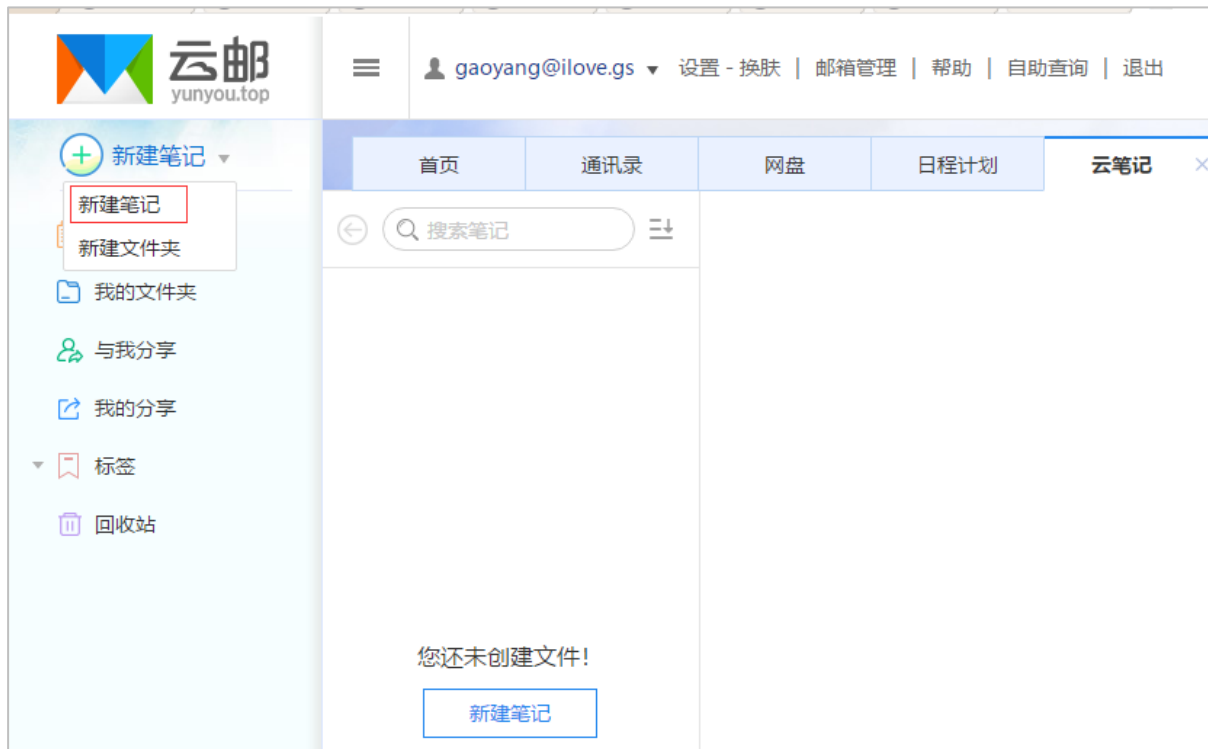 云邮
yunyou.top
gaoyang@ilove.gs 设置 - 换肤 | 邮箱管理 | 帮助 | 自助查询 | 退出
新建笔记
首页 通讯录 网盘 日程计划 云笔记
新建笔记
新建文件夹
搜索笔记
我的文件夹
与我分享
我的分享
标签
回收站
您还未创建文件!
新建笔记